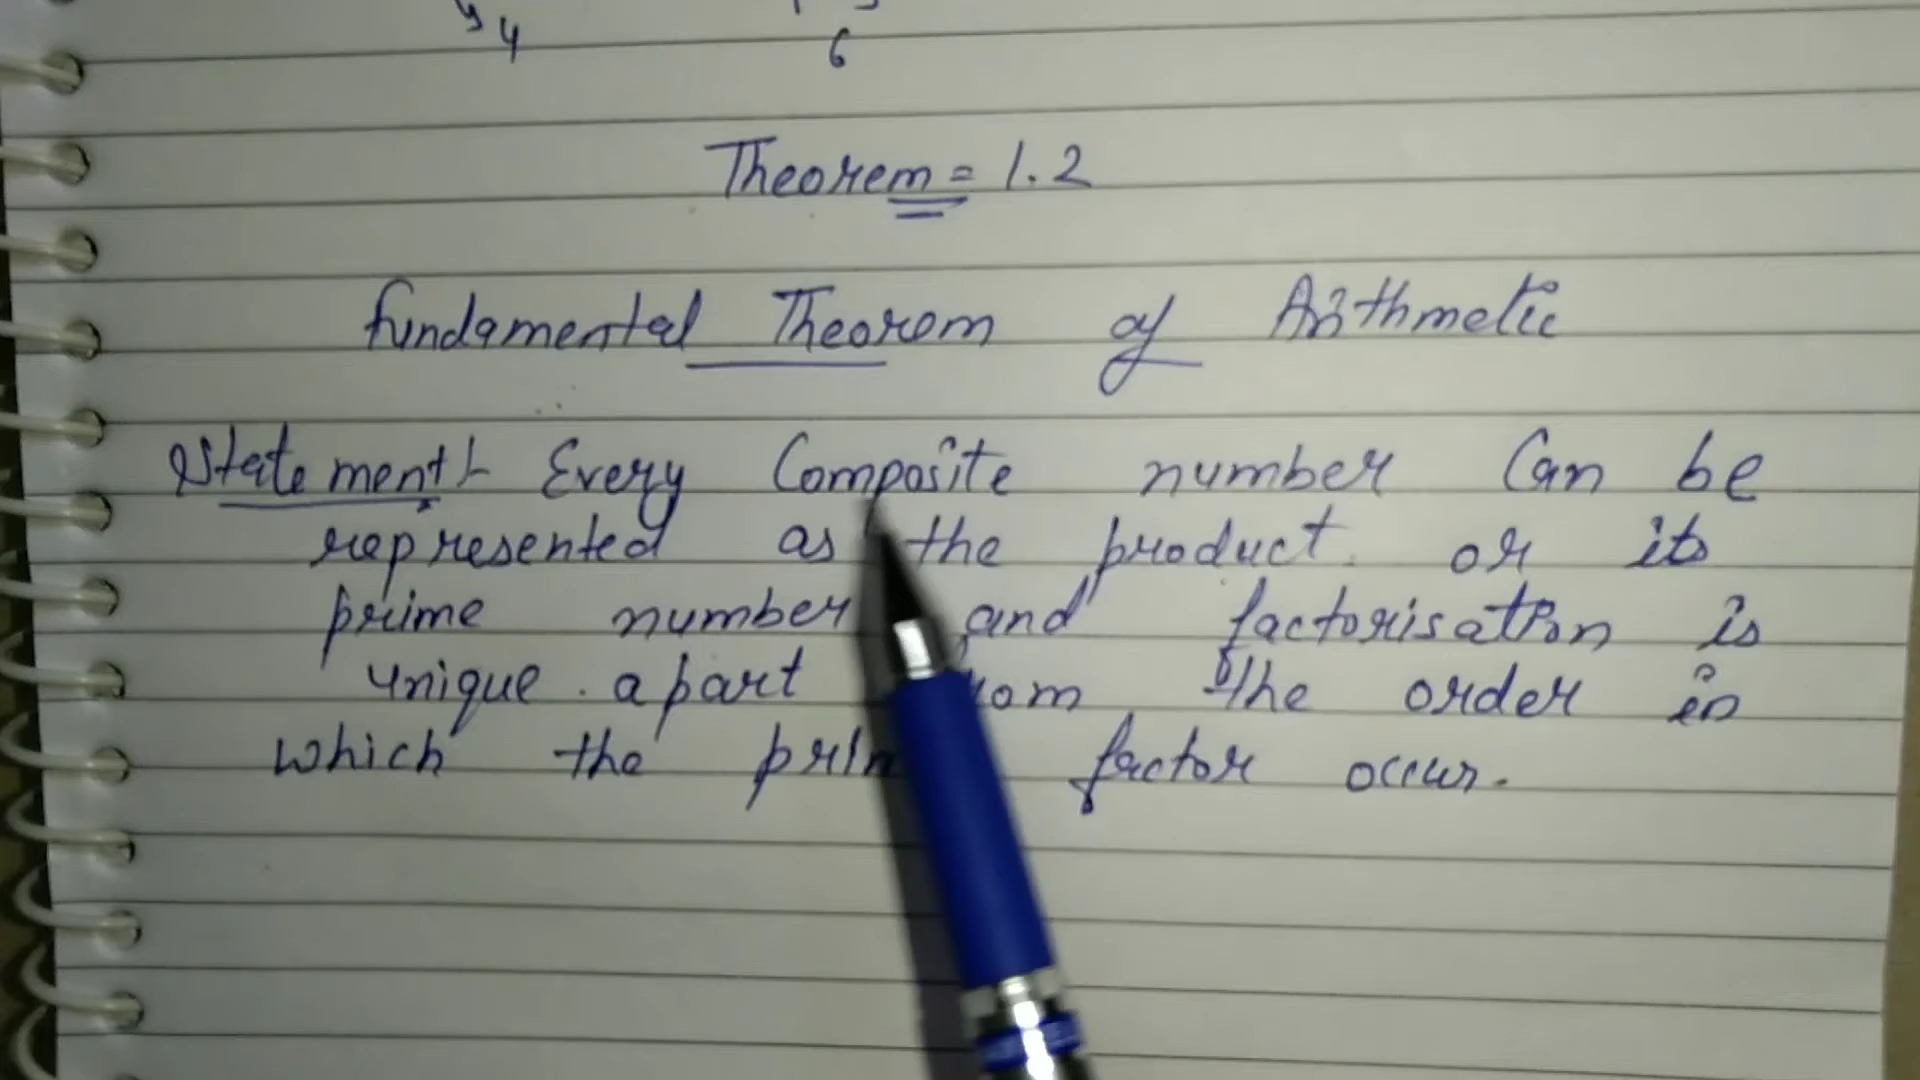 4 6
Theorem = 1.2
fundamental Theorem of Arithmetic
Statement :- Every Composite number Can be
represented as the product or its
prime number and factorisation is
unique apart the order in
which the factor occur.